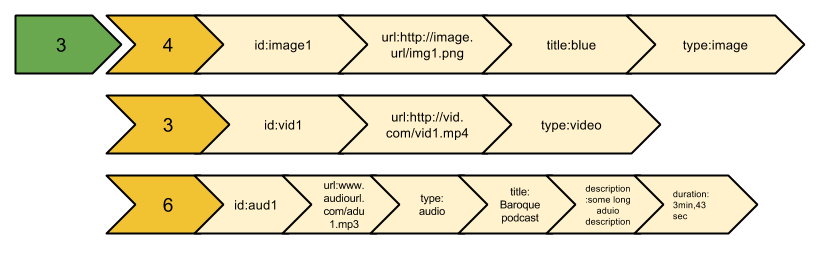 3
4
id:image1
url:http://image.
url/img1.png
title:blue
type:image
3
id:vid1
url:http://vid.
com/vid1.mp4
type:video
6
id:aud1
url:www.
audiourl.
com/adu
1.mp3
type:
audio
title:
Baroque
podcast
description
:some long
aduio
description
duration:
3min,43
sec